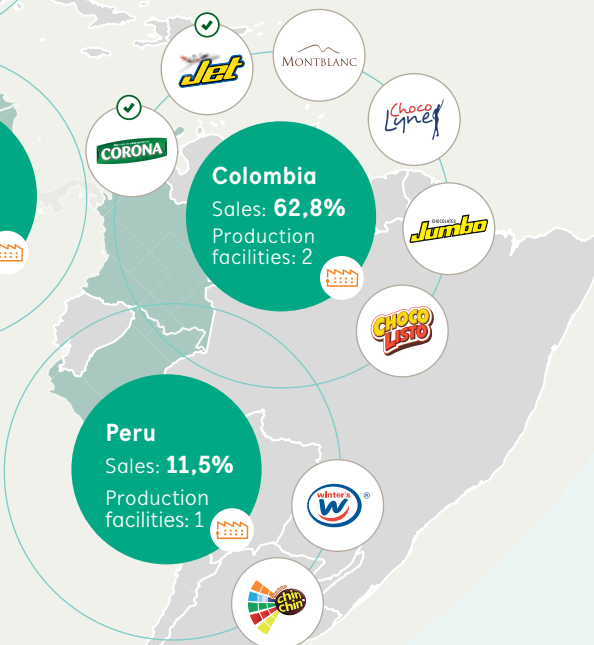 Jet
MONTBLANC
Choco
Lyne
CORONA
Colombia
Sales: 62,8%
Production
facilities: 2
CHOCOLATES
Jumbo
CHOCO
LISTO
Peru
Sales: 11,5%
Production
facilities: 1
winter's
W
®
chin
chin